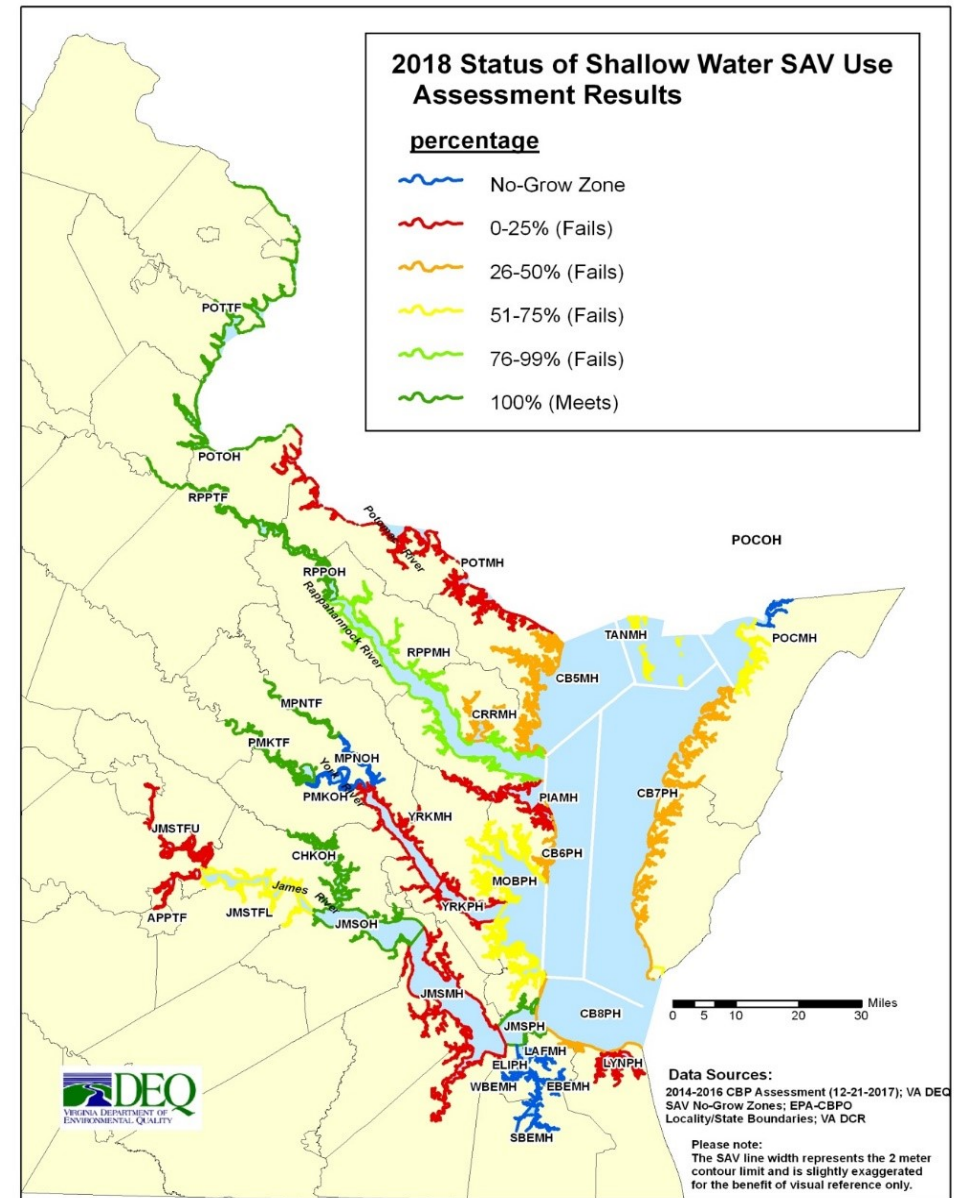 2018 Status of Shallow Water SAV Use
Assessment Results
percentage
No-Grow Zone
0-25% (Fails)
26-50% (Fails)
51-75% (Fails)
76-99% (Fails)
100% (Meets)
POTTF
POTOH
RPPTF
Potomac River
POCOH
POTMH
RPPOH
Rappahannock River
TANMH
POCMH
RPPMH
CB5MH
MPNTF
CRRMH
PMKTF
MPNOH
York River
PMKOH
CB7PH
PIAMH
YRKMH
JMSTFU
CHKOH
CB6PH
MOBPH
James River
APPTF
JMSTFL
YRKPH
JMSOH
JMSMH
CB8PH
JMSPH
LAFMH
ELIPH
LYNPH
WBEMH
EBEMH
SBEMH
Miles
0 5 10 20 30
DEQ
VIRGINIA DEPARTMENT OF
ENVIRONMENTAL QUALITY
Data Sources:
2014-2016 CBP Assessment (12-21-2017); VA DEQ
SAV No-Grow Zones; EPA-CBPO
Locality/State Boundaries; VA DCR
Please note:
The SAV line width represents the 2 meter
contour limit and is slightly exaggerated
for the benefit of visual reference only.